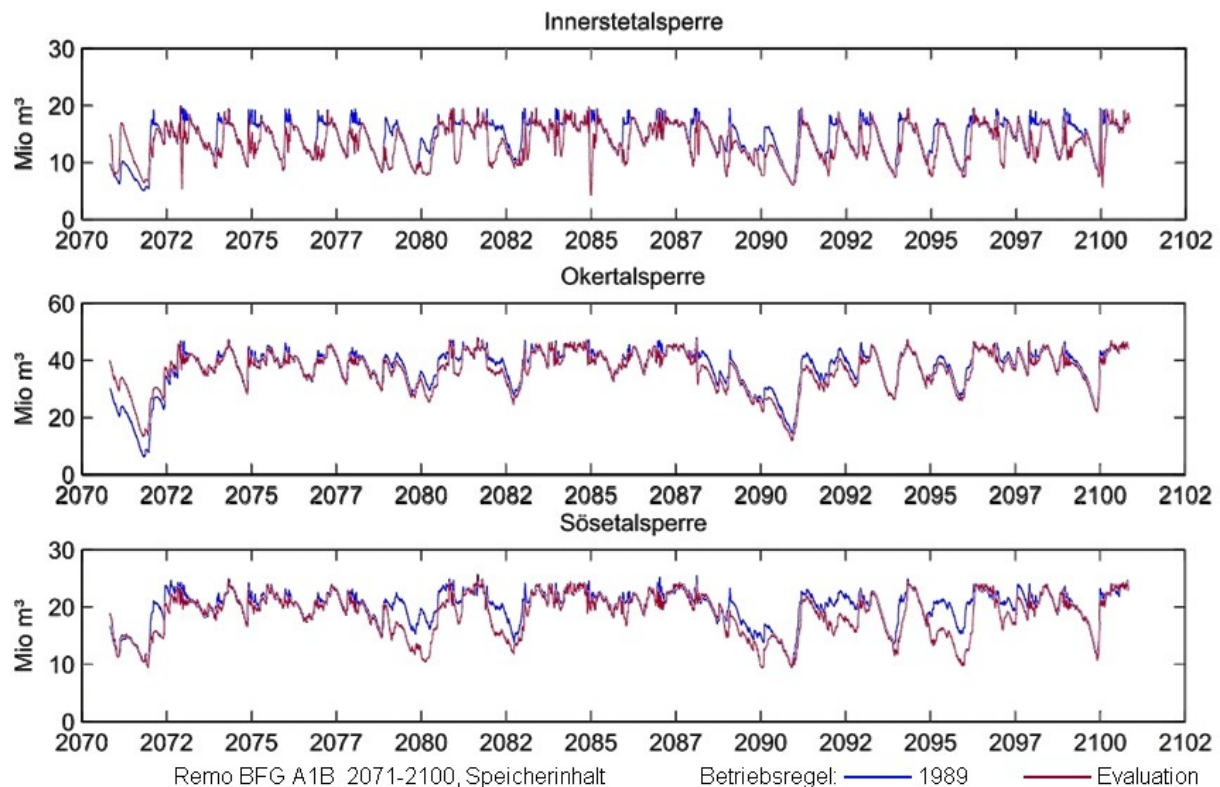 Innerstetalsperre
30
20
10
0
Mio m³
2070 2072 2075 2077 2080 2082 2085 2087 2090 2092 2095 2097 2100 2102
Okertalsperre
60
40
20
0
Mio m³
2070 2072 2075 2077 2080 2082 2085 2087 2090 2092 2095 2097 2100 2102
Sösetalsperre
30
20
10
0
Mio m³
2070 2072 2075 2077 2080 2082 2085 2087 2090 2092 2095 2097 2100 2102
Remo BFG A1B 2071-2100, Speicherinhalt Betriebsregel: 1989 Evaluation